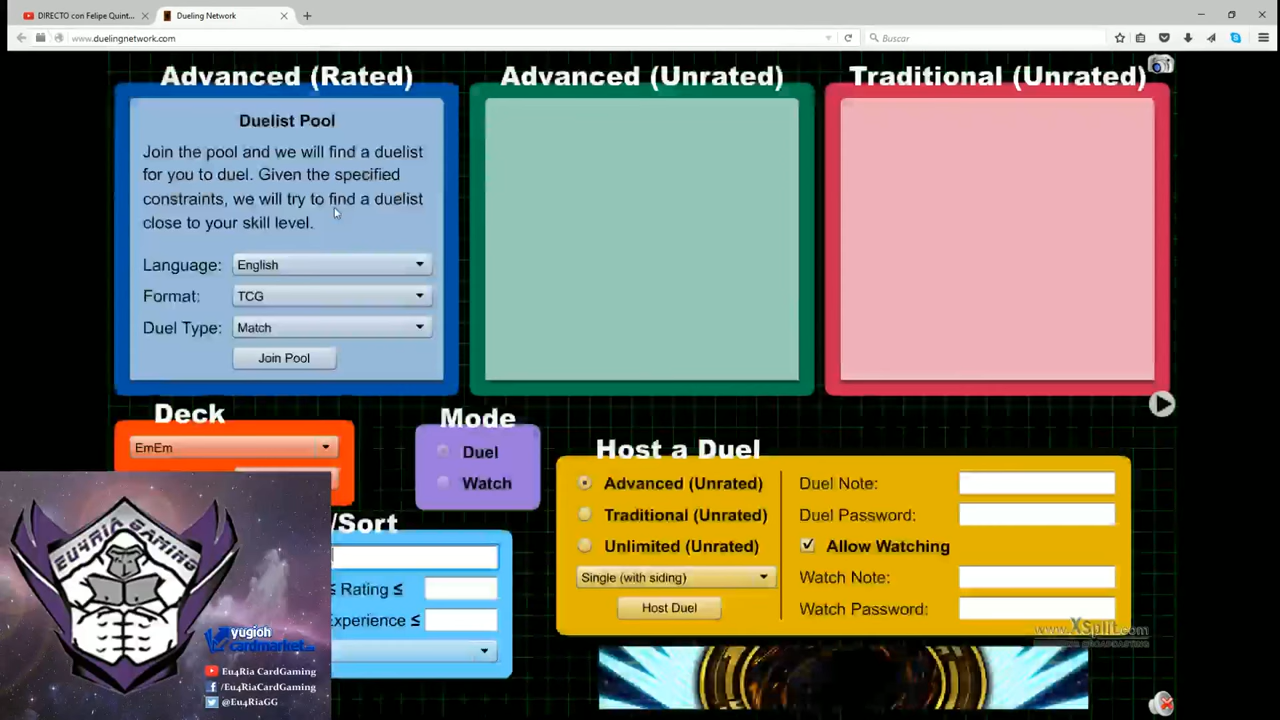 DIRECTO con Felipe Quint...
Dueling Network
www.duelingnetwork.com
Buscar
Advanced (Rated)
Advanced (Unrated)
Traditional (Unrated)
Duelist Pool
Join the pool and we will find a duelist
for you to duel. Given the specified
constraints, we will try to find a duelist
close to your skill level.
Language: English
Format: TCG
Duel Type: Match
Join Pool
Deck
EmEm
Mode
Duel
Watch
Host a Duel
Advanced (Unrated)
Traditional (Unrated)
Unlimited (Unrated)
Single (with siding)
Host Duel
Duel Note:
Duel Password:
Allow Watching
Watch Note:
Watch Password:
/Sort
≤ Rating ≤
Experience ≤
EU4RIA GAMING
yugioh
cardmarket
Eu4Ria CardGaming
/Eu4RiaCardGaming
@Eu4RiaGG
www.XSplit.com